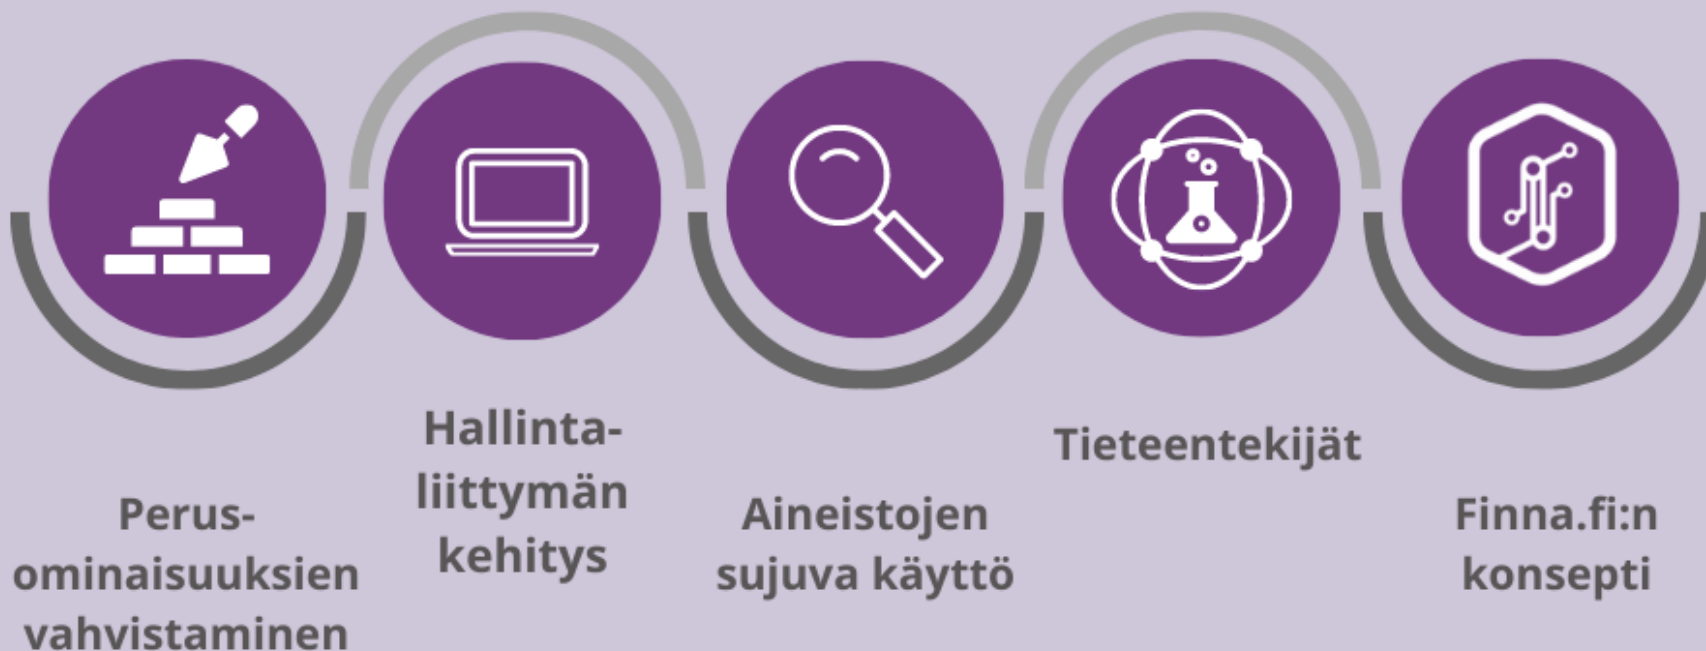 Perus-
ominaisuuksien
vahvistaminen
Hallinta-
liittymän
kehitys
Aineistojen
sujuva käyttö
Tieteentekijät
Finna.fi:n
konsepti